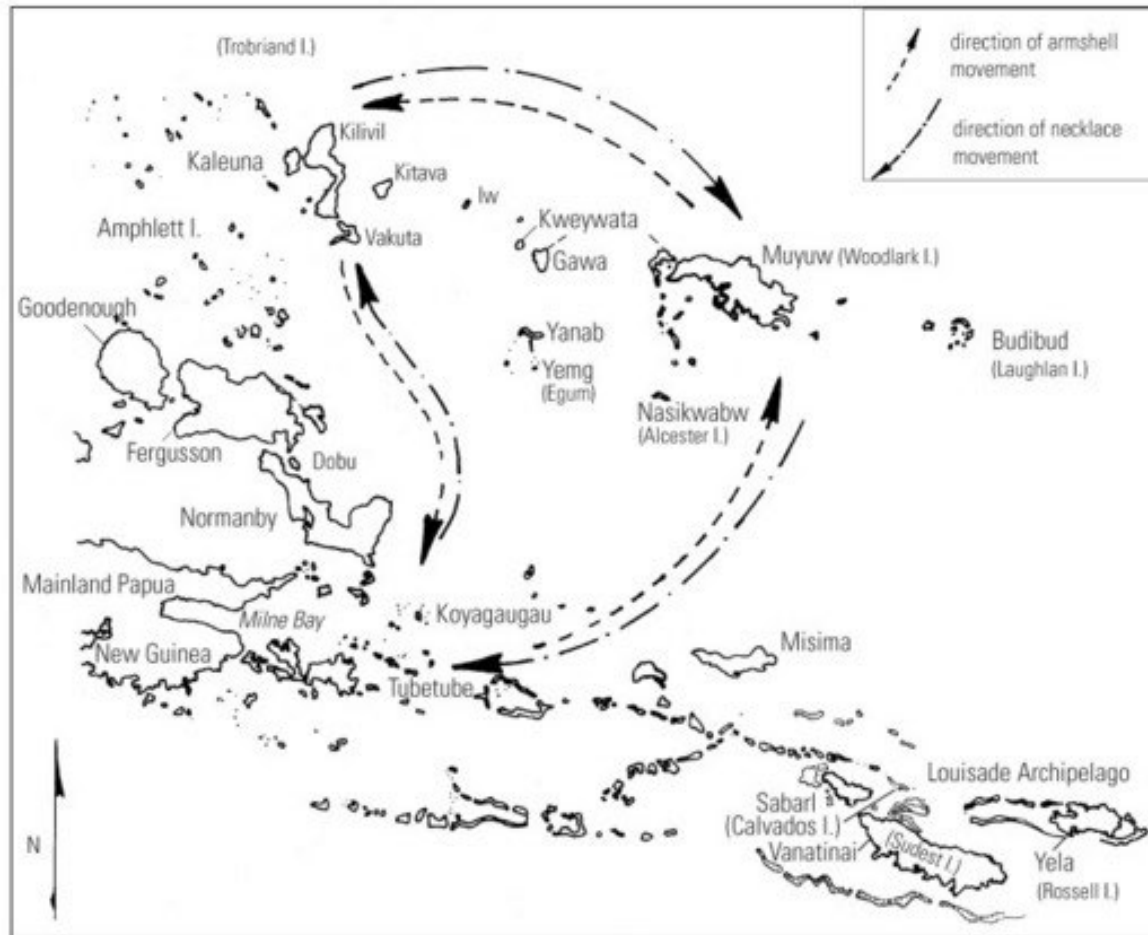 (Trobriand I.)
direction of armshell
movement
direction of necklace
movement
Kilivil
Kaleuna
Kitava
Iw
Amphlett I.
Vakuta
Kweywata
Gawa
Muyuw (Woodlark I.)
Goodenough
Yanab
Yemg
(Egum)
Budibud
(Laughlan I.)
Nasikwabw
(Alcester I.)
Fergusson
Dobu
Normanby
Mainland Papua
Milne Bay
Koyagaugau
New Guinea
Misima
Tubetube
Louisade Archipelago
Sabarl
(Calvados I.)
Vanatinai
(Sudest I.)
Yela
(Rossell I.)
N